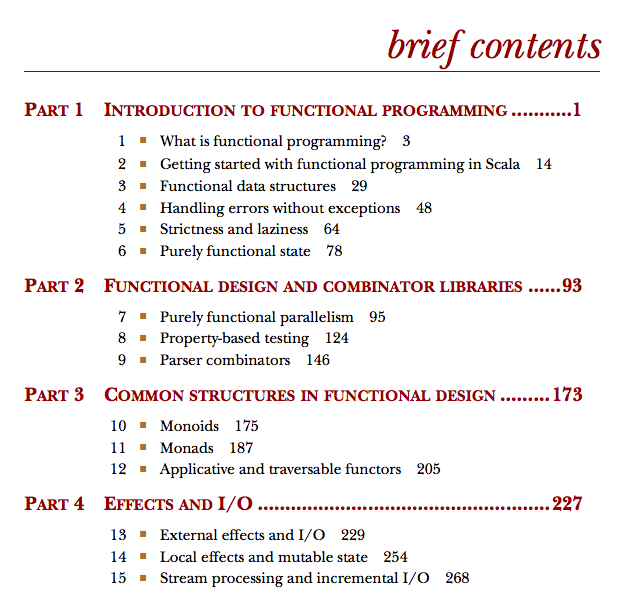 brief contents
PART 1 INTRODUCTION TO FUNCTIONAL PROGRAMMING ...........1
1 ■ What is functional programming? 3
2 ■ Getting started with functional programming in Scala 14
3 ■ Functional data structures 29
4 ■ Handling errors without exceptions 48
5 ■ Strictness and laziness 64
6 ■ Purely functional state 78
PART 2 FUNCTIONAL DESIGN AND COMBINATOR LIBRARIES ......93
7 ■ Purely functional parallelism 95
8 ■ Property-based testing 124
9 ■ Parser combinators 146
PART 3 COMMON STRUCTURES IN FUNCTIONAL DESIGN .........173
10 ■ Monoids 175
11 ■ Monads 187
12 ■ Applicative and traversable functors 205
PART 4 EFFECTS AND I/O .....................................................227
13 ■ External effects and I/O 229
14 ■ Local effects and mutable state 254
15 ■ Stream processing and incremental I/O 268